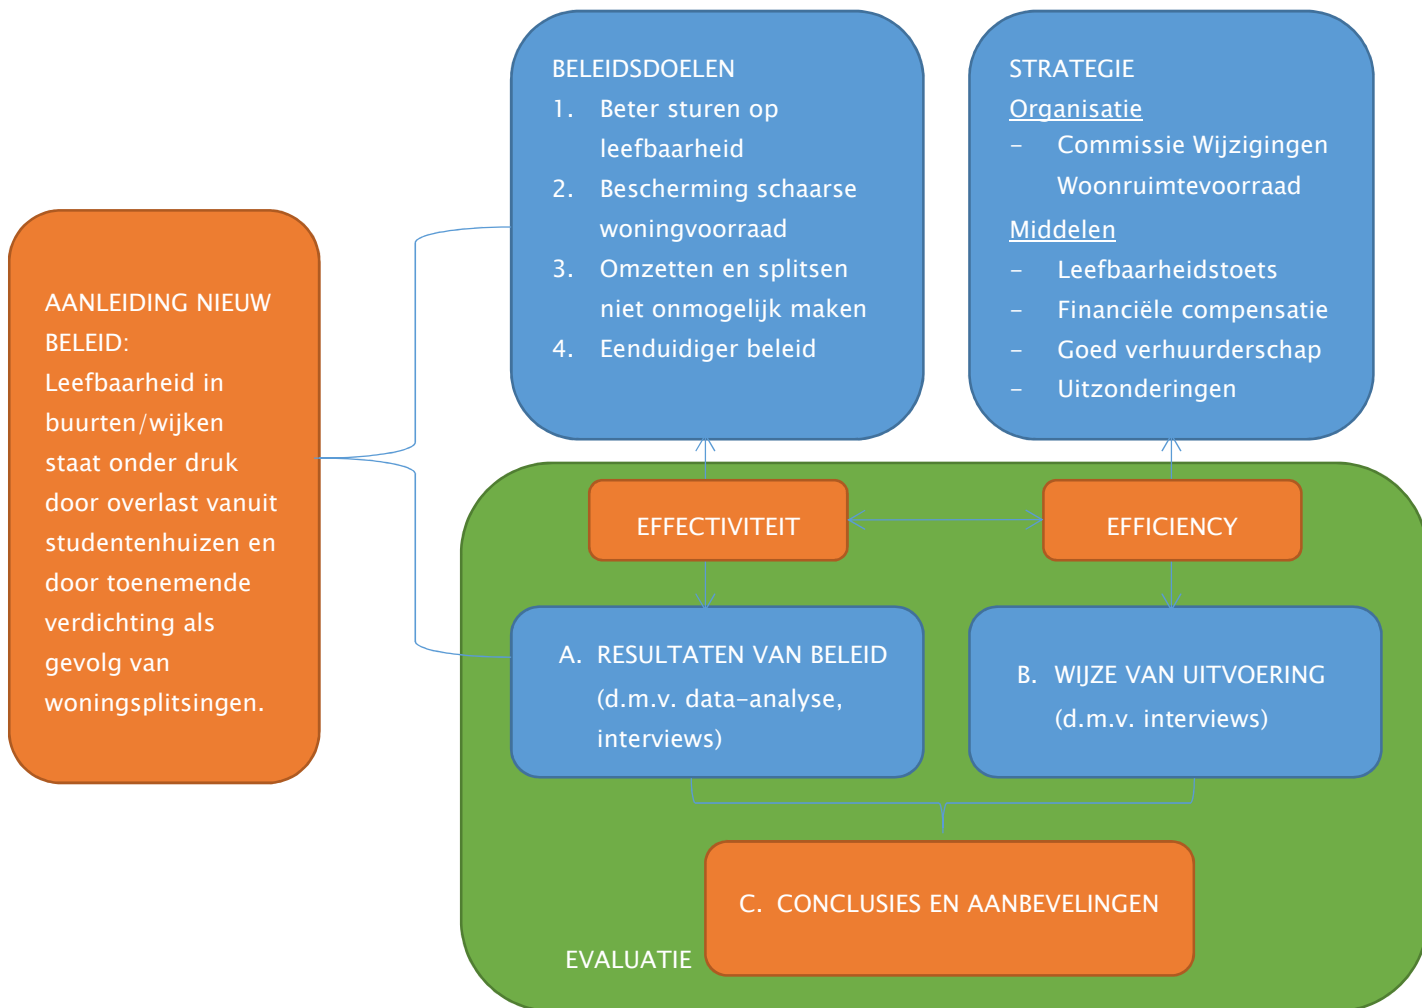 AANLEIDING NIEUW
BELEID:
Leefbaarheid in
buurten/wijken
staat onder druk
door overlast vanuit
studentenhuizen en
door toenemende
verdichting als
gevolg van
woningsplitsingen.
BELEIDSDOELEN
1. Beter sturen op
leefbaarheid
2. Bescherming schaarse
woningvoorraad
3. Omzetten en splitsen
niet onmogelijk maken
4. Eenduidiger beleid
STRATEGIE
Organisatie
- Commissie Wijzigingen
Woonruimtevoorraad
Middelen
- Leefbaarheidstoets
- Financiële compensatie
- Goed verhuurderschap
- Uitzonderingen
EFFECTIVITEIT
EFFICIENCY
A. RESULTATEN VAN BELEID
(d.m.v. data-analyse,
interviews)
B. WIJZE VAN UITVOERING
(d.m.v. interviews)
C. CONCLUSIES EN AANBEVELINGEN
EVALUATIE